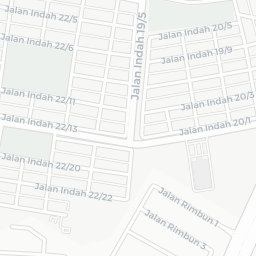 Jalan Indah 22/5
Jalan Indah 22/6
Jalan Indah 19/5
Jalan Indah 20/5
Jalan Indah 19/9
Jalan Indah 22/11
Jalan Indah 20/3
Jalan Indah 22/13
Jalan Indah 20/1
Jalan Indah 22/20
Jalan Indah 22/22
Jalan Rimbun 1
Jalan Rimbun 3